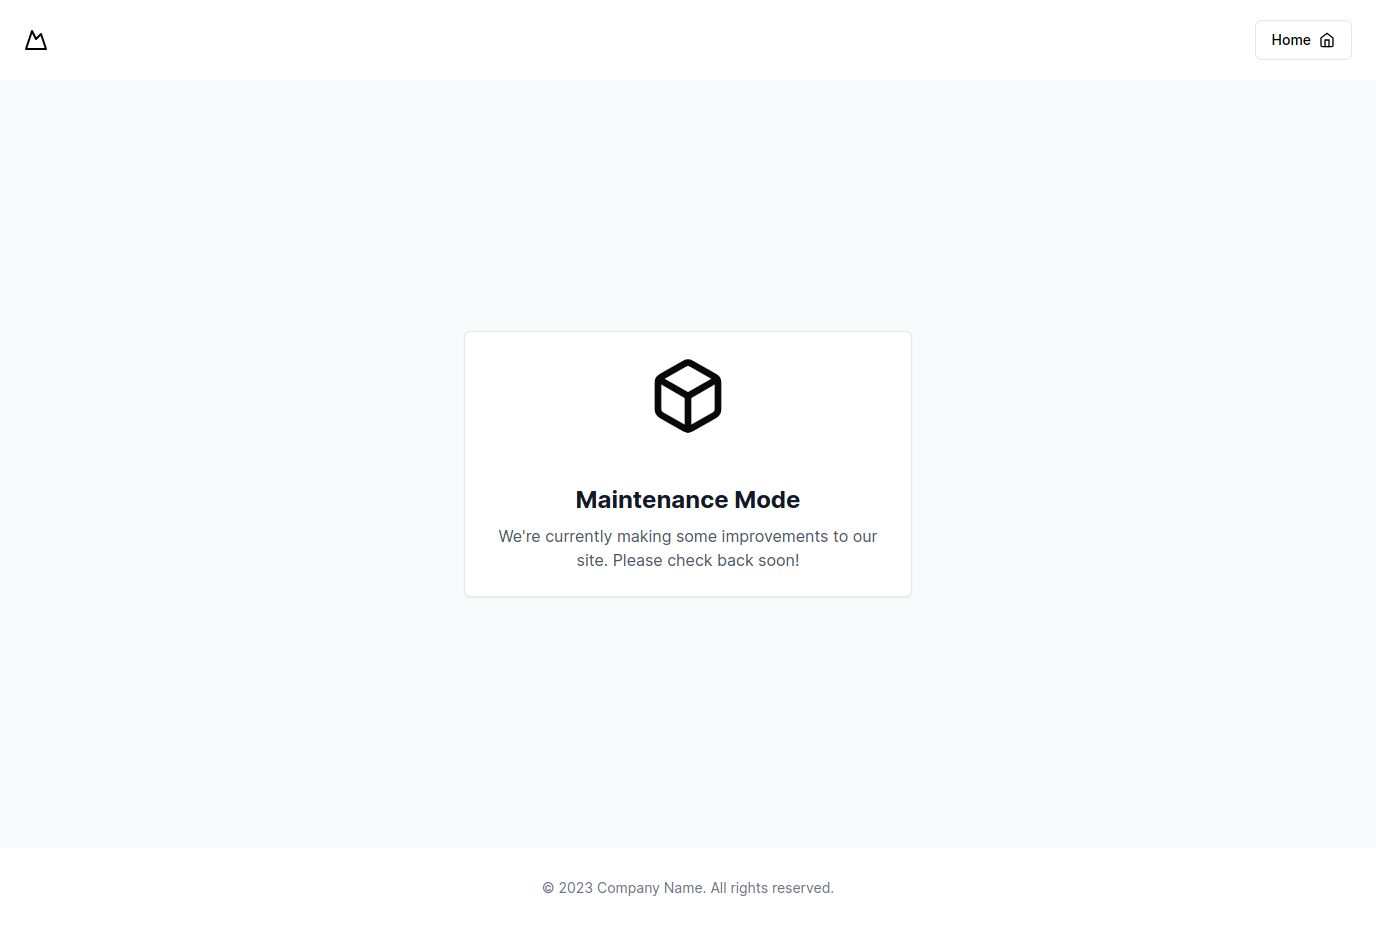 Home
Maintenance Mode
We're currently making some improvements to our
site. Please check back soon!
© 2023 Company Name. All rights reserved.